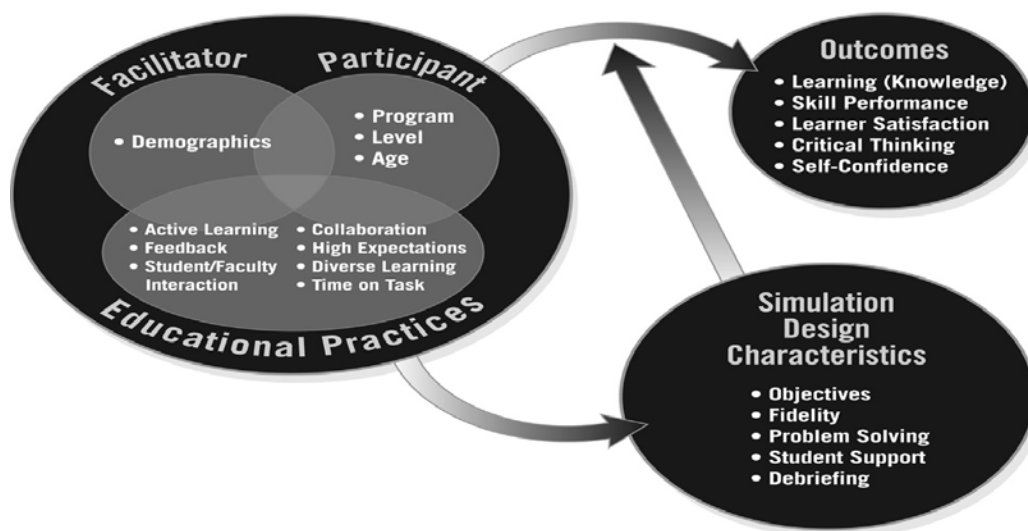 Facilitator
Participant
• Demographics
• Program
• Level
• Age
• Active Learning
• Feedback
• Student/Faculty
Interaction
• Collaboration
• High Expectations
• Diverse Learning
• Time on Task
Educational Practices
Outcomes
• Learning (Knowledge)
• Skill Performance
• Learner Satisfaction
• Critical Thinking
• Self-Confidence
Simulation
Design
Characteristics
• Objectives
• Fidelity
• Problem Solving
• Student Support
• Debriefing